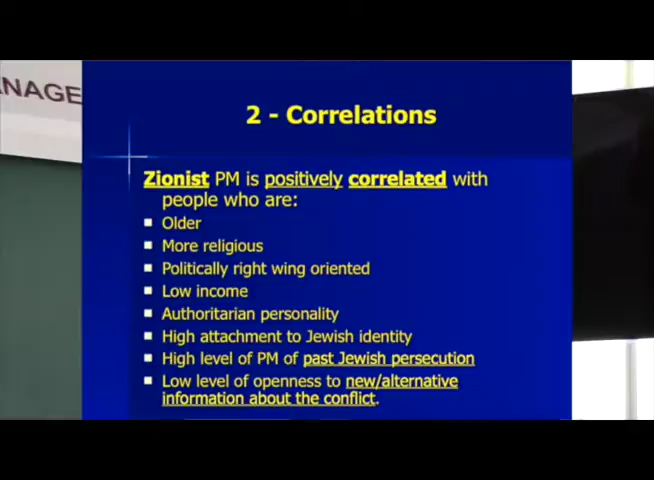 NAGE
2 - Correlations
Zionist PM is positively correlated with
people who are:
Older
More religious
Politically right wing oriented
Low income
Authoritarian personality
High attachment to Jewish identity
High level of PM of past Jewish persecution
Low level of openness to new/alternative
information about the conflict.